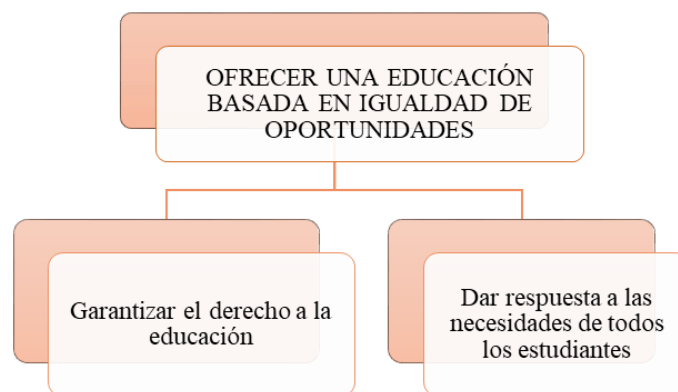 OFRECER UNA EDUCACIÓN
BASADA EN IGUALDAD DE
OPORTUNIDADES
Garantizar el derecho a la
educación
Dar respuesta a las
necesidades de todos
los estudiantes